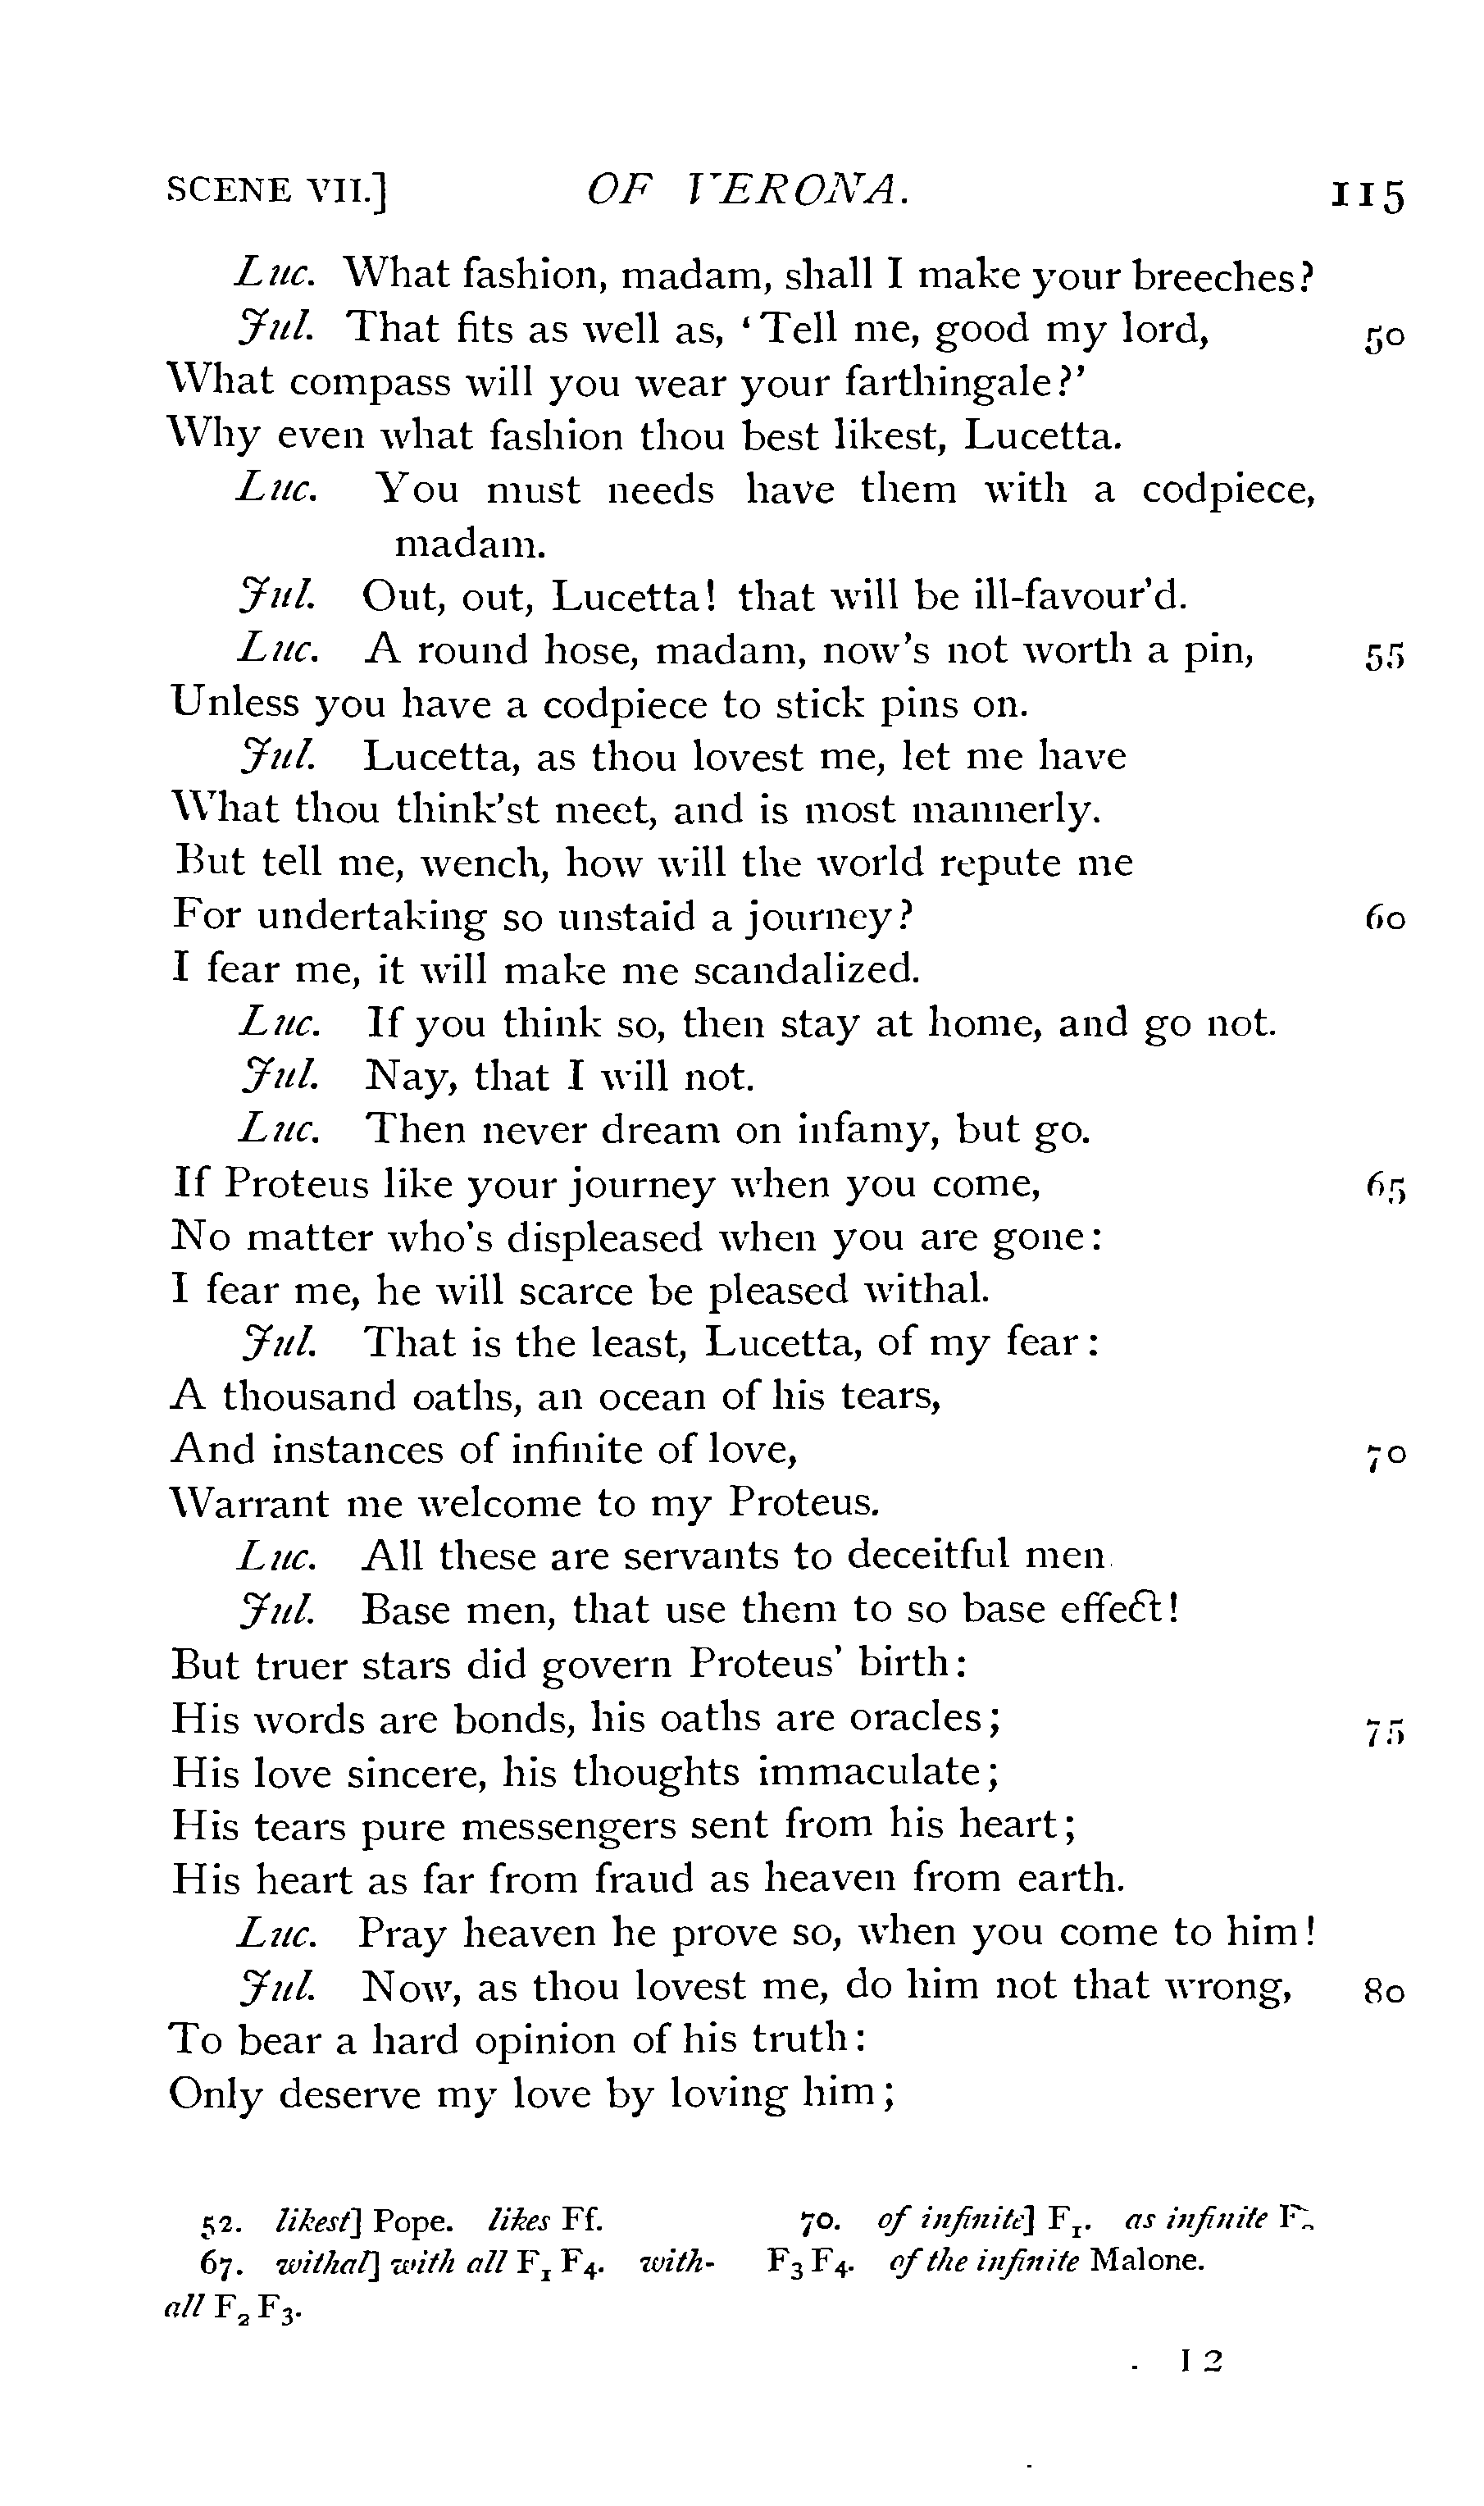 SCENE VII.] OF VERONA. 115
Luc. What fashion, madam, shall I make your breeches?
Jul. That fits as well as, ‘Tell me, good my lord, 50
What compass will you wear your farthingale?’
Why even what fashion thou best likest, Lucetta.
Luc. You must needs have them with a codpiece,
madam.
Jul. Out, out, Lucetta! that will be ill-favour’d.
Luc. A round hose, madam, now’s not worth a pin, 55
Unless you have a codpiece to stick pins on.
Jul. Lucetta, as thou lovest me, let me have
What thou think’st meet, and is most mannerly.
But tell me, wench, how will the world repute me
For undertaking so unstaid a journey? 60
I fear me, it will make me scandalized.
Luc. If you think so, then stay at home, and go not.
Jul. Nay, that I will not.
Luc. Then never dream on infamy, but go.
If Proteus like your journey when you come, 65
No matter who’s displeased when you are gone:
I fear me, he will scarce be pleased withal.
Jul. That is the least, Lucetta, of my fear:
A thousand oaths, an ocean of his tears,
And instances of infinite of love, 70
Warrant me welcome to my Proteus.
Luc. All these are servants to deceitful men.
Jul. Base men, that use them to so base effect!
But truer stars did govern Proteus’ birth:
His words are bonds, his oaths are oracles; 75
His love sincere, his thoughts immaculate;
His tears pure messengers sent from his heart;
His heart as far from fraud as heaven from earth.
Luc. Pray heaven he prove so, when you come to him!
Jul. Now, as thou lovest me, do him not that wrong, 80
To bear a hard opinion of his truth:
Only deserve my love by loving him;
52. likest] Pope. likes Ff.
67. withal] with all F₁ F₄. with-
all F₂ F₃.
70. of infinite] F₁. as infinite F₂
F₃ F₄. of the infinite Malone.
I 2